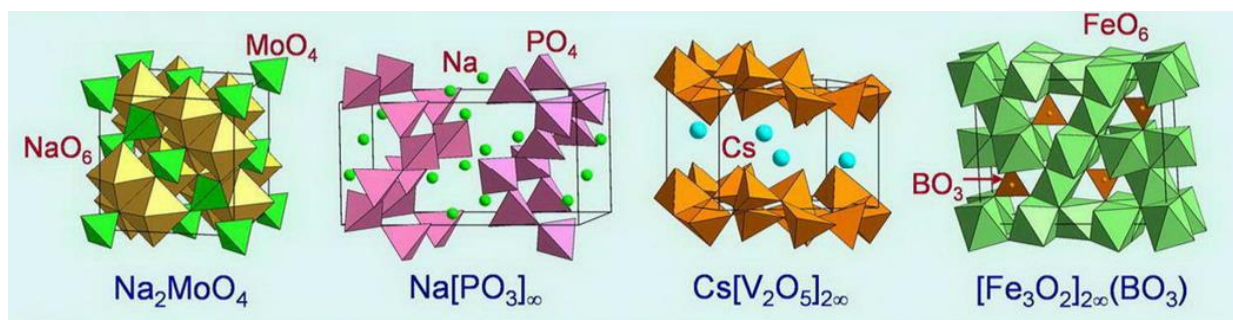 MoO₄
NaO₆
Na₂MoO₄
Na
PO₄
Na[PO₃]∞
Cs
Cs[V₂O₅]₂∞
FeO₆
BO₃
[Fe₃O₂]₂∞(BO₃)